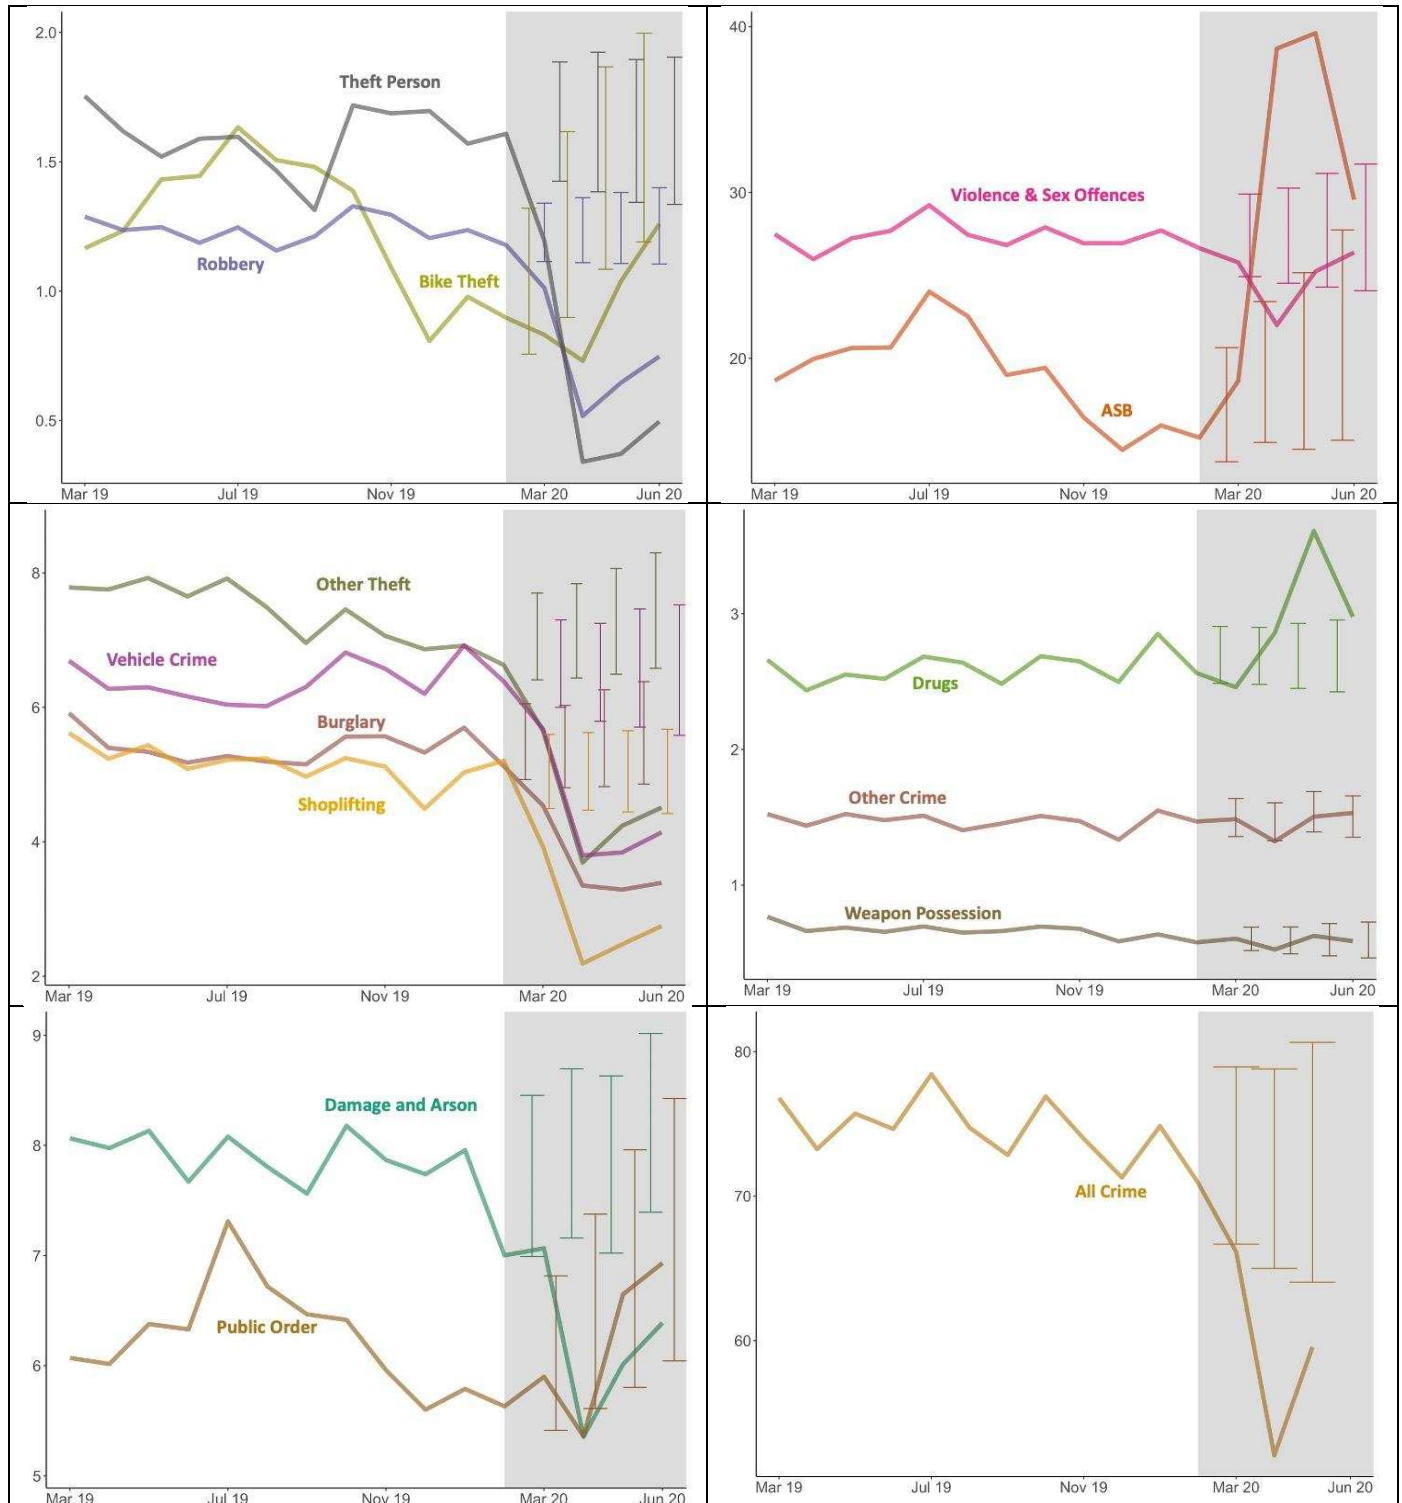 2.0
1.5
1.0
0.5
Theft Person
Robbery
Bike Theft
Mar 19 Jul 19 Nov 19 Mar 20 Jun 20
40
30
20
Violence & Sex Offences
ASB
Mar 19 Jul 19 Nov 19 Mar 20 Jun 20
8
6
4
2
Other Theft
Vehicle Crime
Burglary
Shoplifting
Mar 19 Jul 19 Nov 19 Mar 20 Jun 20
3
2
1
Drugs
Other Crime
Weapon Possession
Mar 19 Jul 19 Nov 19 Mar 20 Jun 20
9
8
7
6
5
Damage and Arson
Public Order
Mar 19 Jul 19 Nov 19 Mar 20 Jun 20
80
70
60
All Crime
Mar 19 Jul 19 Nov 19 Mar 20 Jun 20